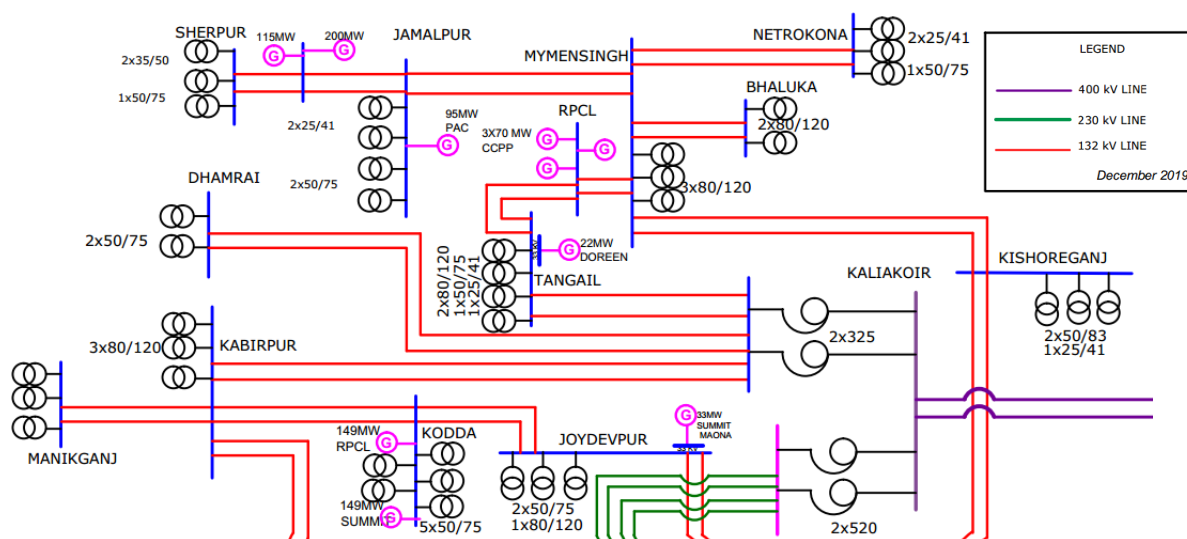 SHERPUR
2x35/50
1x50/75
115MW
200MW
JAMALPUR
2x25/41
2x50/75
95MW
PAC
MYMENSINGH
RPCL
3X70 MW
CCPP
3x80/120
NETROKONA
2x25/41
1x50/75
BHALUKA
2x80/120
LEGEND
400 kV LINE
230 kV LINE
132 kV LINE
December 2019
DHAMRAI
2x50/75
33 KV
22MW
DOREEN
TANGAIL
2x80/120
1x50/75
1x25/41
KALIAKOIR
2x325
KISHOREGANJ
2x50/83
1x25/41
3x80/120
KABIRPUR
MANIKGANJ
149MW
RPCL
KODDA
149MW
SUMMIT
5x50/75
JOYDEVPUR
2x50/75
1x80/120
33MW
SUMMIT
MAONA
33 KV
2x520
G
G
G
G
G
G
G
G
G
G